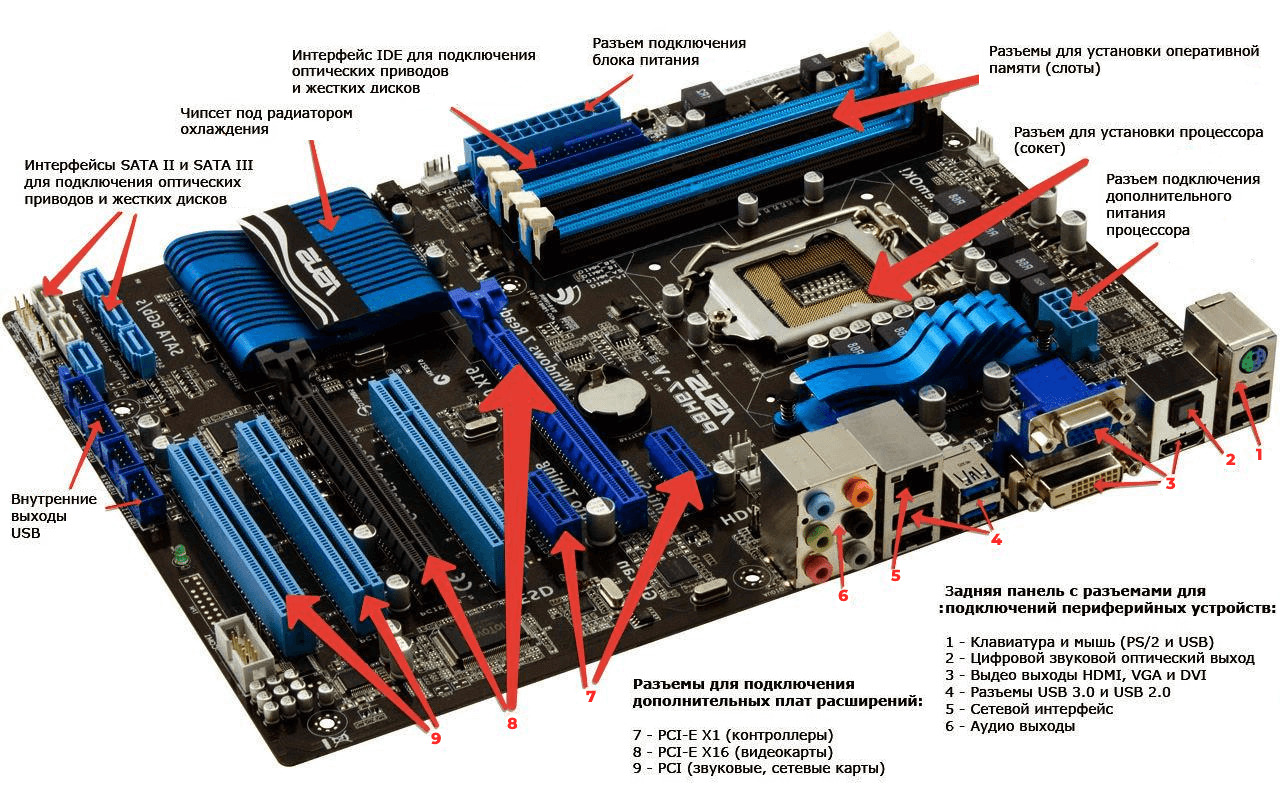 Интерфейс IDE для подключения
оптических приводов
и жестких дисков
Разъем подключения
блока питания
Разъемы для установки оперативной
памяти (слоты)
Чипсет под радиатором
охлаждения
Разъем для установки процессора
(сокет)
Интерфейсы SATA II и SATA III
для подключения оптических
приводов и жестких дисков
Разъем подключения
дополнительного
питания
процессора
Внутренние
выходы
USB
1
2
3
4
5
6
7
8
9
Задняя панель с разъемами для
:подключений периферийных устройств:
1 - Клавиатура и мышь (PS/2 и USB)
2 - Цифровой звуковой оптический выход
3 - Выдео выходы HDMI, VGA и DVI
4 - Разъемы USB 3.0 и USB 2.0
5 - Сетевой интерфейс
6 - Аудио выходы
Разъемы для подключения
дополнительных плат расширений:
7 - PCI-E X1 (контроллеры)
8 - PCI-E X16 (видеокарты)
9 - PCI (звуковые, сетевые карты)